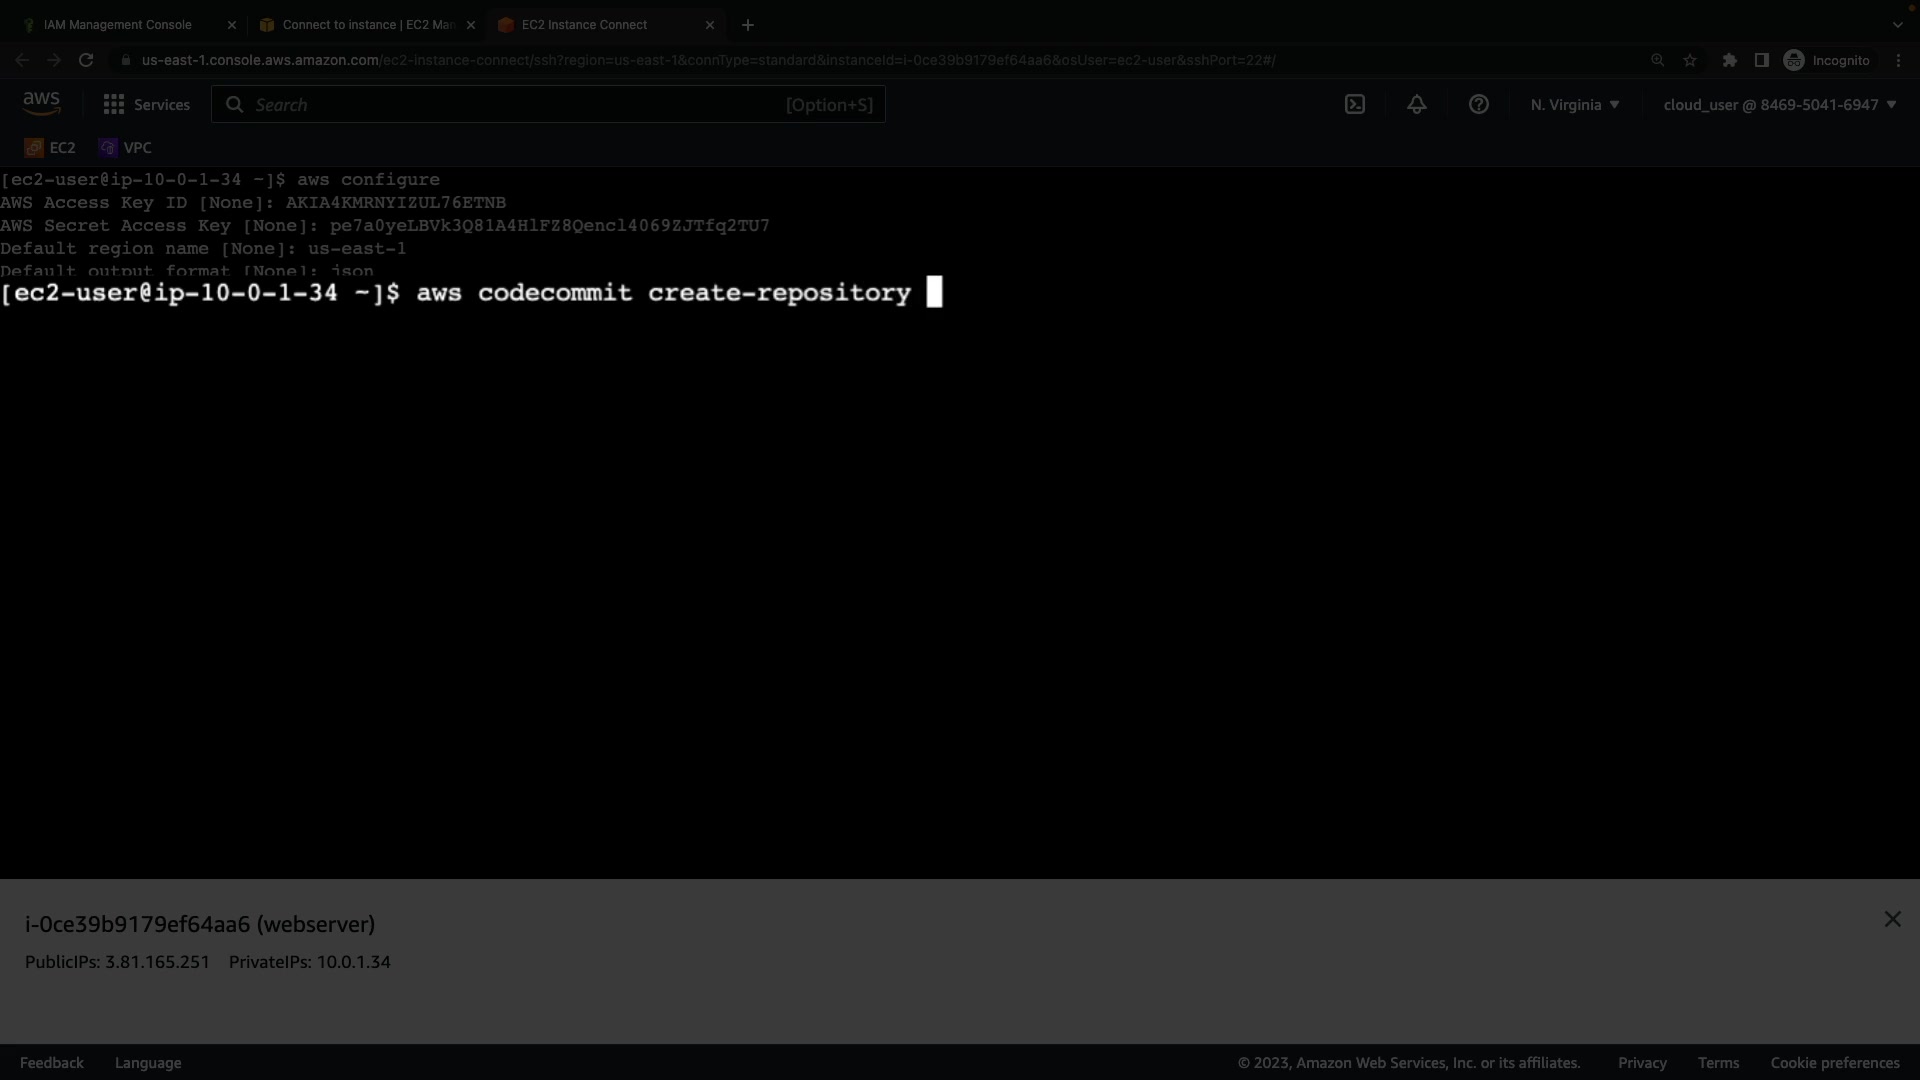 IAM Management Console
Connect to instance | EC2 Man
EC2 Instance Connect
us-east-1.console.aws.amazon.com/ec2-instance-connect/ssh?region=us-east-1&connType=standard&instanceId=i-0ce39b9179ef64aa6&osUser=ec2-user&sshPort=22#/
Incognito
aws
Services
Search
[Option+S]
N. Virginia
cloud_user @ 8469-5041-6947
EC2
VPC
[ec2-user@ip-10-0-1-34 ~]$ aws configure
AWS Access Key ID [None]: AKIA4KMRNYIZUL76ETNB
AWS Secret Access Key [None]: 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
Default region name [None]: us-east-1
Default output format [None]: json
[ec2-user@ip-10-0-1-34 ~]$ aws codecommit create-repository
i-0ce39b9179ef64aa6 (webserver)
PublicIPs: 3.81.165.251 PrivateIPs: 10.0.1.34
Feedback
Language
© 2023, Amazon Web Services, Inc. or its affiliates.
Privacy
Terms
Cookie preferences